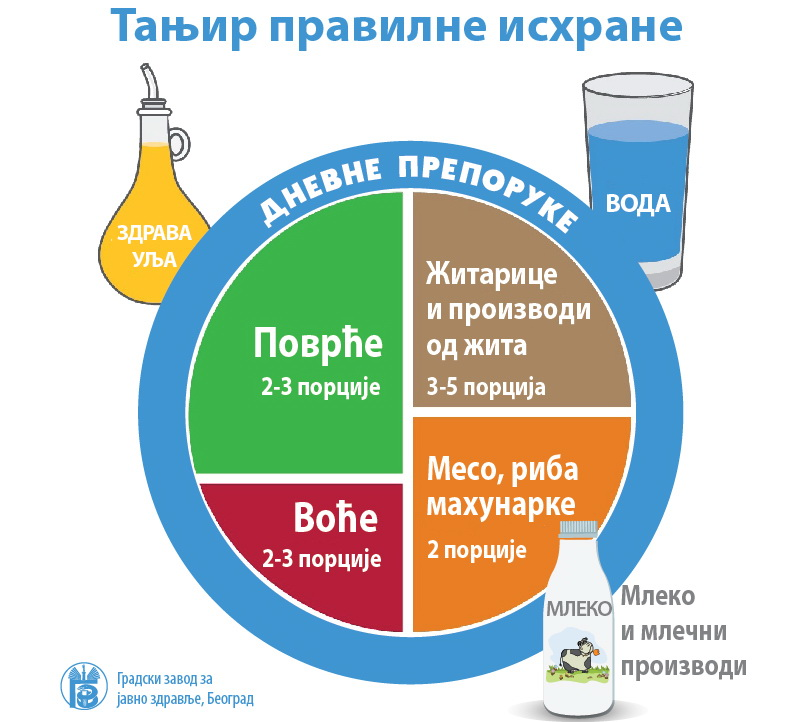 Тањир правилне исхране
ДНЕВНЕ ПРЕПОРУКЕ
ЗДРАВА
УЉА
ВОДА
Поврће
2-3 порције
Житарице
и производи
од жита
3-5 порција
Воће
2-3 порције
Месо, риба
махунарке
2 порције
МЛЕКО
Млеко
и млечни
производи
Градски завод за
јавно здравље, Београд